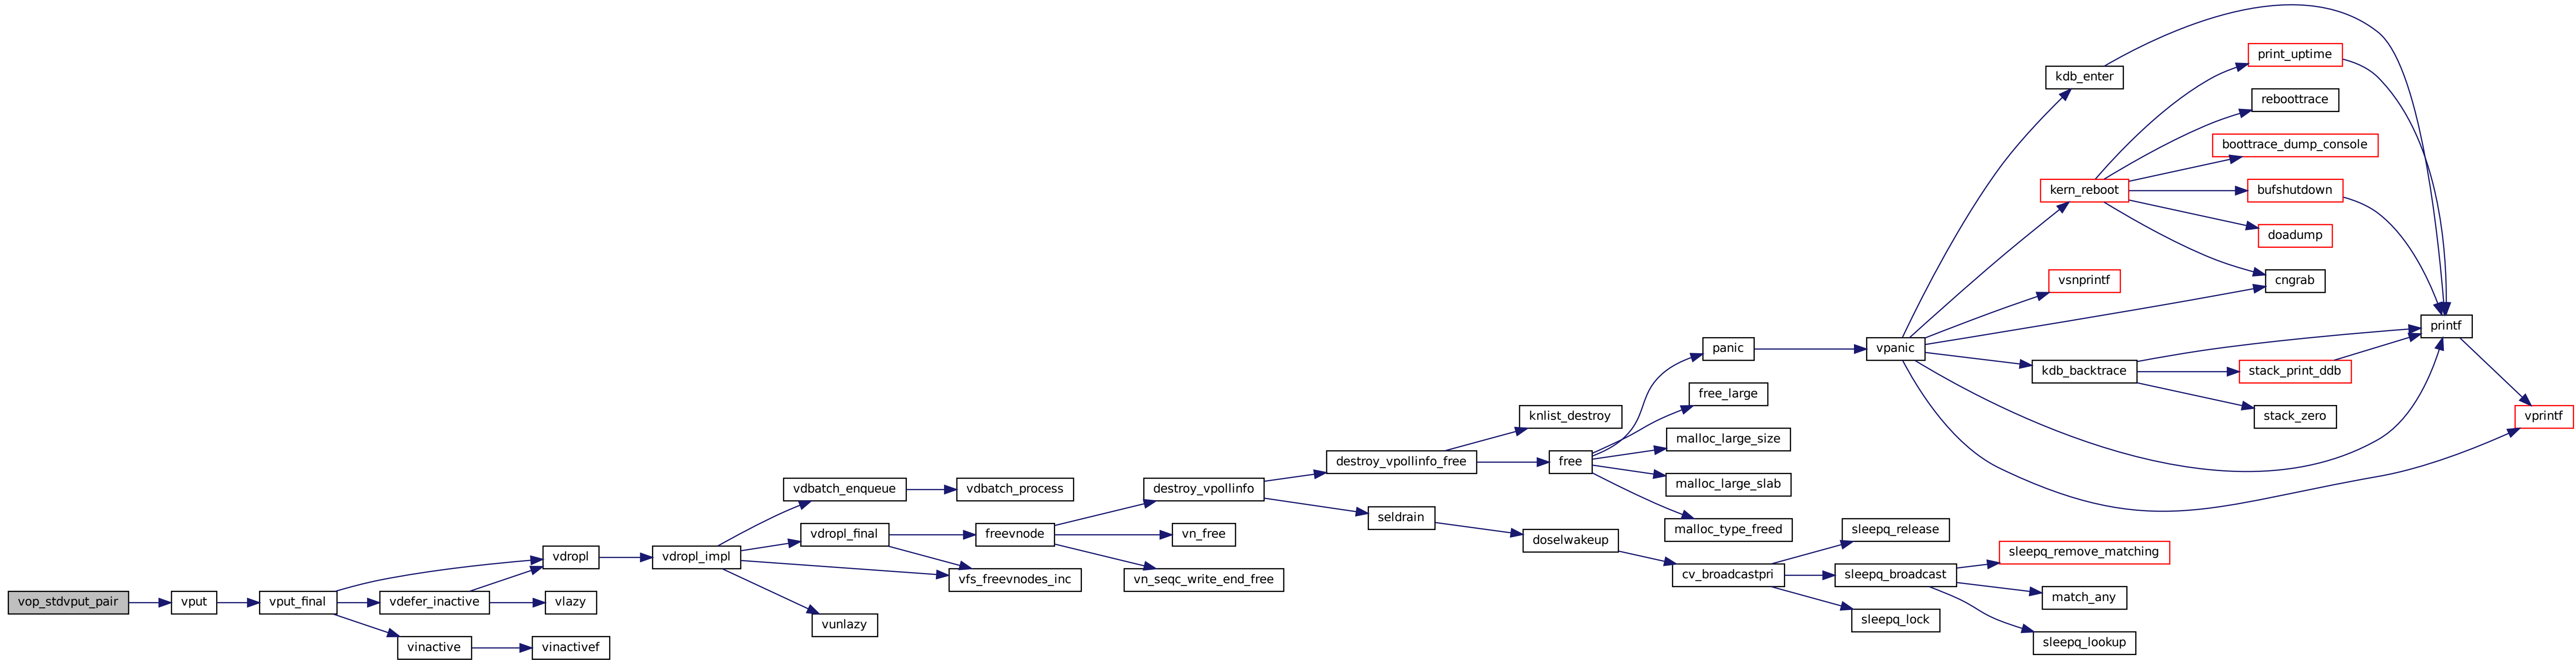 vop_stdvput_pair
vput
vput_final
vdropl
vdefer_inactive
vinactive
vlazy
vinactivef
vdropl_impl
vdbatch_enqueue
vdropl_final
vunlazy
vdbatch_process
freevnode
vfs_freevnodes_inc
destroy_vpollinfo
vn_free
vn_seqc_write_end_free
destroy_vpollinfo_free
seldrain
knlist_destroy
free
doselwakeup
panic
free_large
malloc_large_size
malloc_large_slab
malloc_type_freed
cv_broadcastpri
vpanic
sleepq_release
sleepq_broadcast
sleepq_lock
kdb_enter
kern_reboot
vsnprintf
kdb_backtrace
sleepq_remove_matching
match_any
sleepq_lookup
print_uptime
reboottrace
boottrace_dump_console
bufshutdown
doadump
cngrab
stack_print_ddb
stack_zero
printf
vprintf